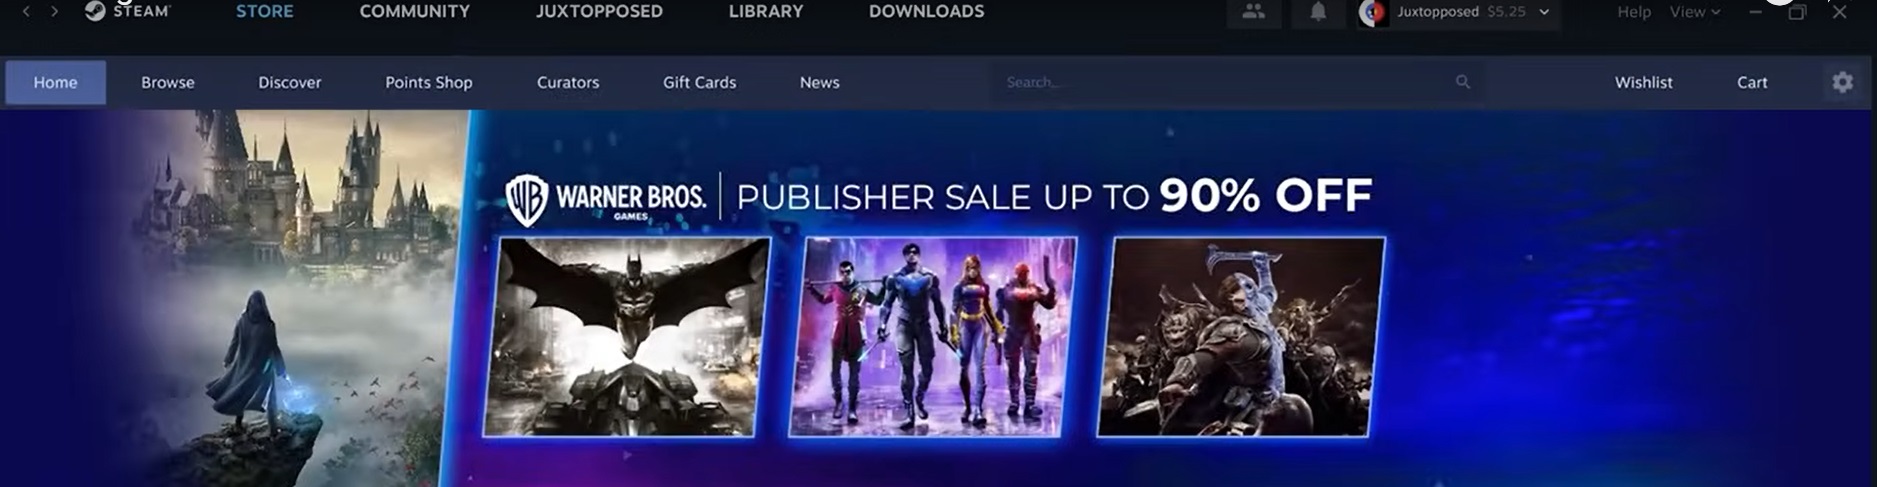 STEAM STORE COMMUNITY JUXTOPPOSED LIBRARY DOWNLOADS Juxtopposed $5.25 Help View
Home Browse Discover Points Shop Curators Gift Cards News Search... Wishlist Cart
WB WARNER BROS. GAMES PUBLISHER SALE UP TO 90% OFF